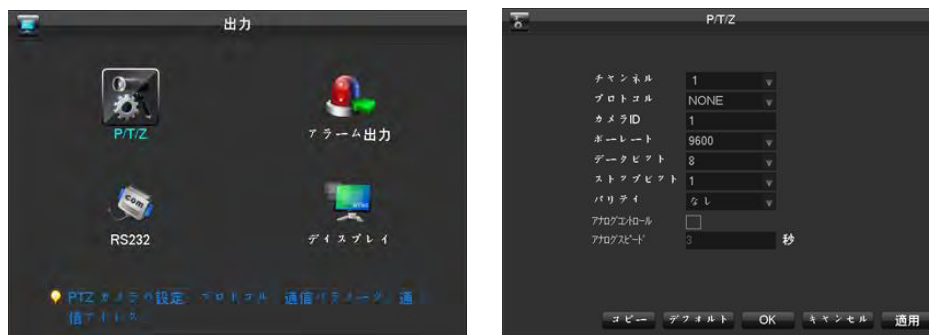 出力
P/T/Z
アラーム出力
RS232
ディスプレイ
PTZ カメラの設定: プロトコル、通信パラメータ、通
信アドレス
P/T/Z
チャンネル 1
プロトコル NONE
カメラID 1
ボーレート 9600
データビット 8
ストップビット 1
パリティ なし
アナログコントロール
アナログスピード 3 秒
コピー デフォルト OK キャンセル 適用